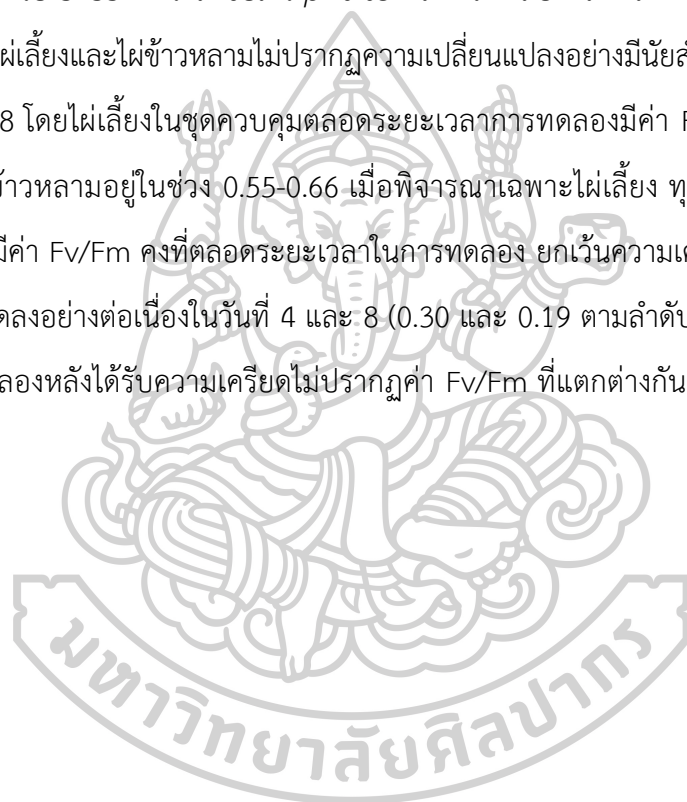 ผ่เลี้ยงและไผ่ข้าวหลามไม่ปรากฏความเปลี่ยนแปลงอย่างมีนัยสำ
8 โดยไผ่เลี้ยงในชุดควบคุมตลอดระยะเวลาการทดลองมีค่า F
ข้าวหลามอยู่ในช่วง 0.55-0.66 เมื่อพิจารณาเฉพาะไผ่เลี้ยง ทุ
มีค่า Fv/Fm คงที่ตลอดระยะเวลาในการทดลอง ยกเว้นความเค
ดลงอย่างต่อเนื่องในวันที่ 4 และ 8 (0.30 และ 0.19 ตามลำดับ
ลองหลังได้รับความเครียดไม่ปรากฏค่า Fv/Fm ที่แตกต่างกัน
มหาวิทยาลัยศิลปากร